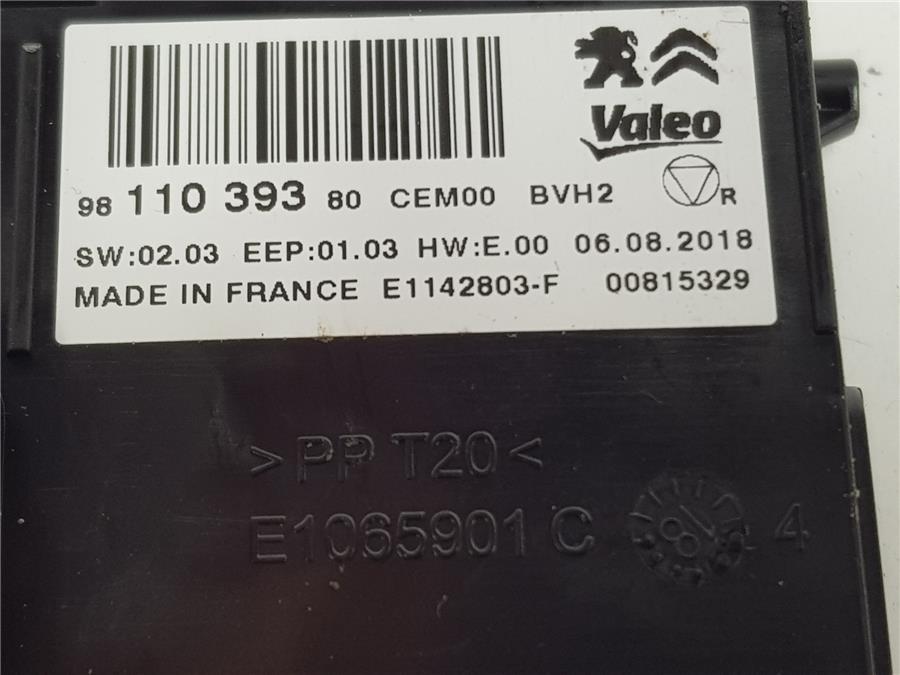 Valeo
98 110 393 80 CEM00 BVH2 R
SW:02.03 EEP:01.03 HW:E.00 06.08.2018
MADE IN FRANCE E1142803-F 00815329
>PP T20<
E1065901 C 4